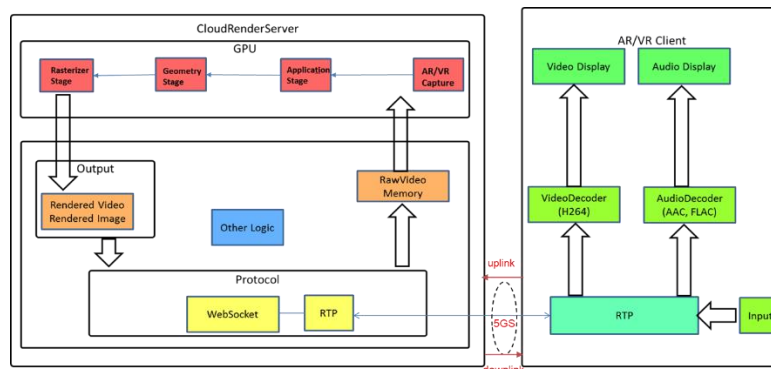 CloudRenderServer
GPU
Rasterizer
Stage
Geometry
Stage
Application
Stage
AR/VR
Capture
Output
Rendered Video
Rendered Image
RawVideo
Memory
Other Logic
Protocol
WebSocket
RTP
uplink
5GS
downlink
AR/VR Client
Video Display
Audio Display
VideoDecoder
(H264)
AudioDecoder
(AAC, FLAC)
RTP
Input